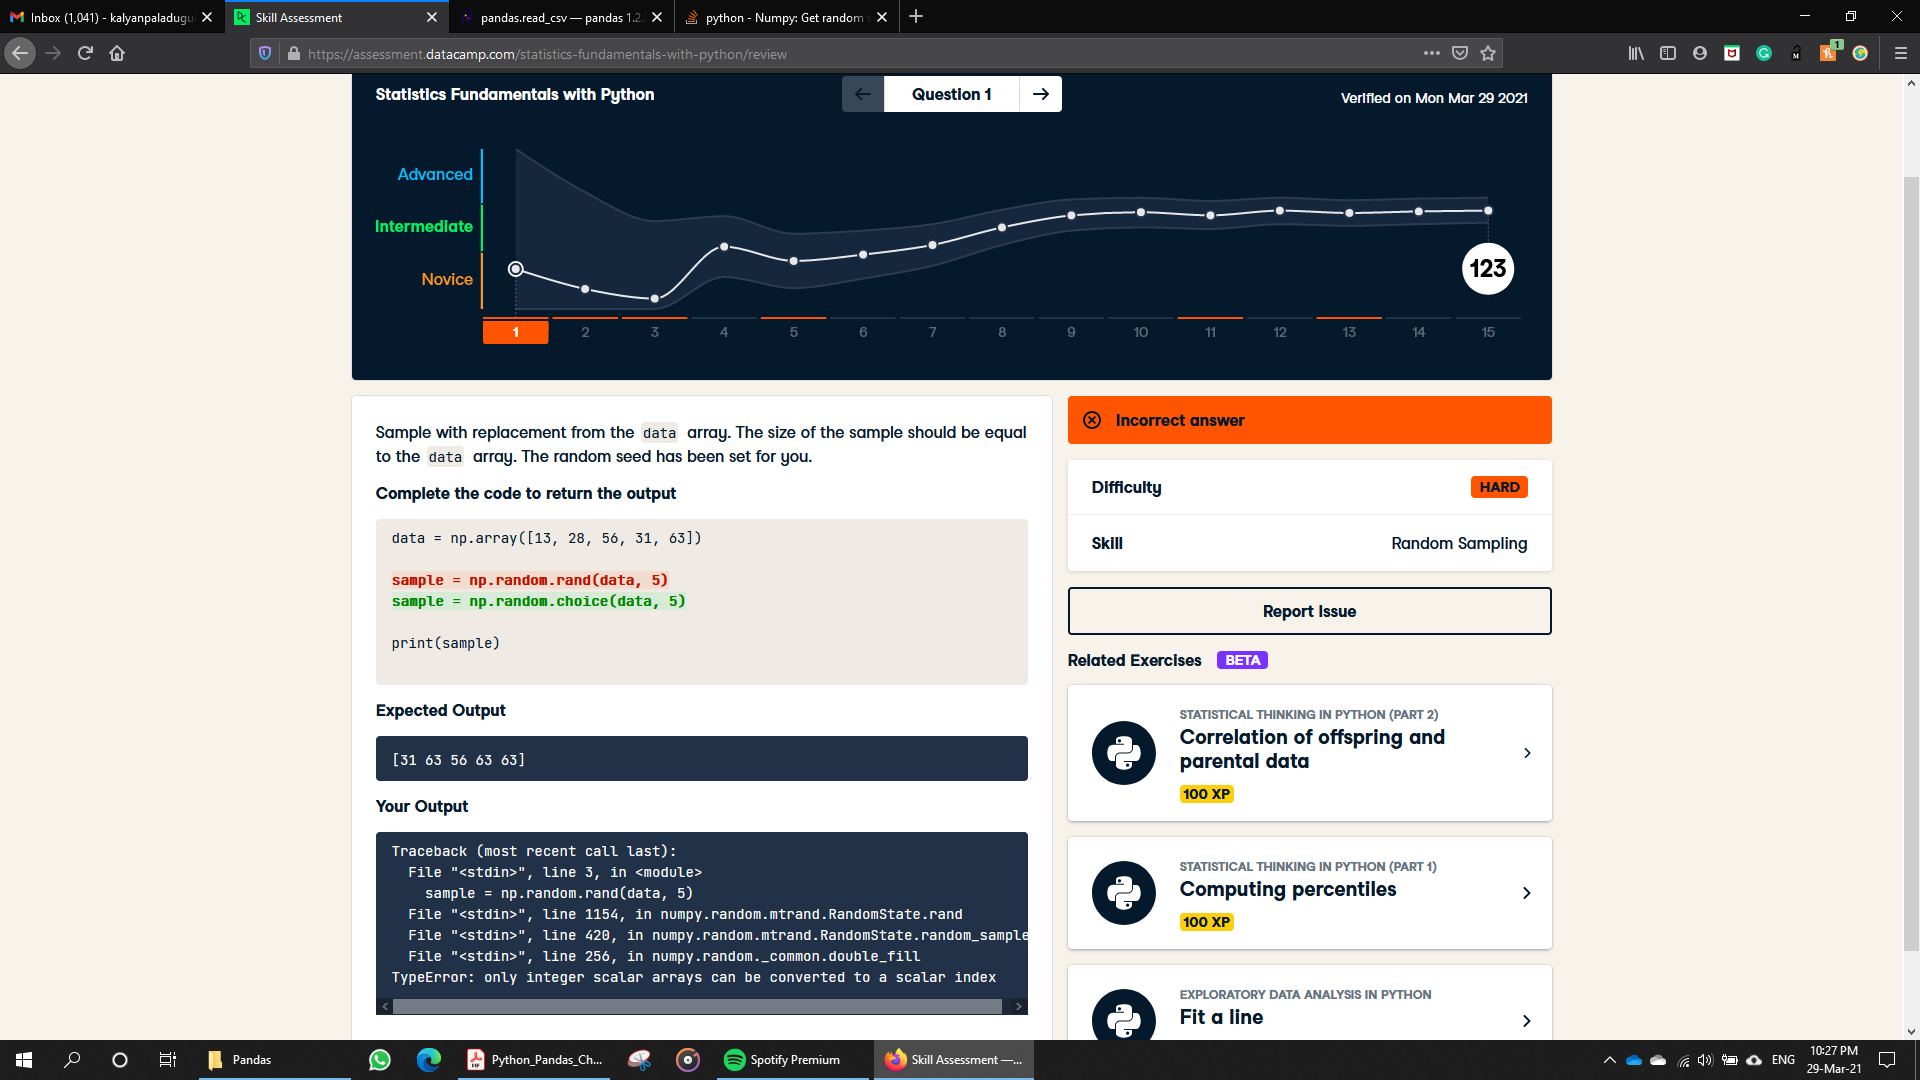 Inbox (1,041) - kalyanpaladugu
Skill Assessment
pandas.read_csv — pandas 1.2.
python - Numpy: Get random s
https://assessment.datacamp.com/statistics-fundamentals-with-python/review
1
Statistics Fundamentals with Python
Question 1
Verified on Mon Mar 29 2021
Advanced
Intermediate
Novice
123
1 2 3 4 5 6 7 8 9 10 11 12 13 14 15
Sample with replacement from the data array. The size of the sample should be equal
to the data array. The random seed has been set for you.
Complete the code to return the output
data = np.array([13, 28, 56, 31, 63])
sample = np.random.rand(data, 5)
sample = np.random.choice(data, 5)
print(sample)
Expected Output
[31 63 56 63 63]
Your Output
Traceback (most recent call last):
File "<stdin>", line 3, in <module>
sample = np.random.rand(data, 5)
File "<stdin>", line 1154, in numpy.random.mtrand.RandomState.rand
File "<stdin>", line 420, in numpy.random.mtrand.RandomState.random_sample
File "<stdin>", line 256, in numpy.random._common.double_fill
TypeError: only integer scalar arrays can be converted to a scalar index
Incorrect answer
Difficulty
HARD
Skill
Random Sampling
Report Issue
Related Exercises BETA
STATISTICAL THINKING IN PYTHON (PART 2)
Correlation of offspring and
parental data
100 XP
STATISTICAL THINKING IN PYTHON (PART 1)
Computing percentiles
100 XP
EXPLORATORY DATA ANALYSIS IN PYTHON
Fit a line
Pandas
Python_Pandas_Ch...
Spotify Premium
Skill Assessment —...
ENG
10:27 PM
29-Mar-21